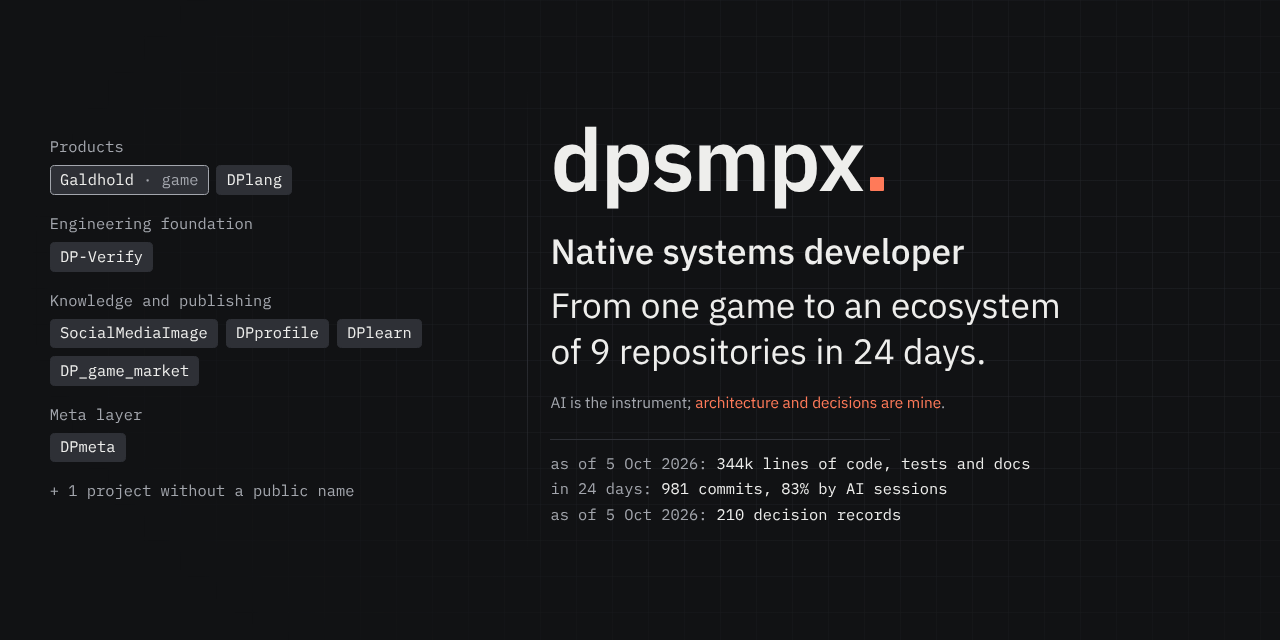 Products
Galdhold · game
DPlang
Engineering foundation
DP-Verify
Knowledge and publishing
SocialMediaImage
DPprofile
DPlearn
DP_game_market
Meta layer
DPmeta
+ 1 project without a public name
dpsmpx.
Native systems developer
From one game to an ecosystem
of 9 repositories in 24 days.
AI is the instrument; architecture and decisions are mine.
as of 5 Oct 2026: 344k lines of code, tests and docs
in 24 days: 981 commits, 83% by AI sessions
as of 5 Oct 2026: 210 decision records